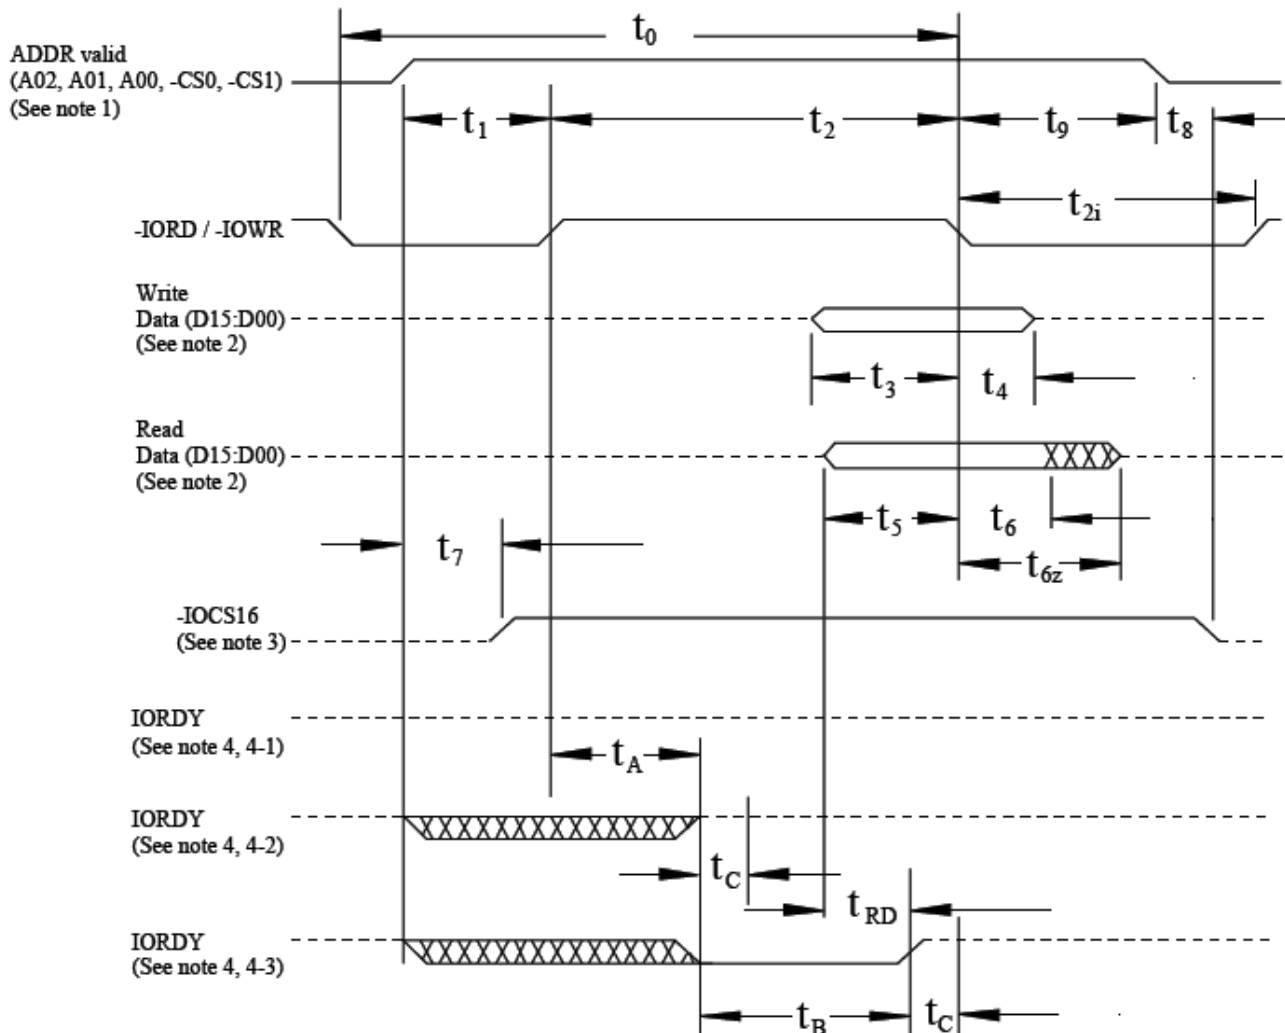 t0
ADDR valid
(A02, A01, A00, -CS0, -CS1)
(See note 1)
t1
t2
t9
t8
t2i
-IORD / -IOWR
Write
Data (D15:D00)
(See note 2)
t3
t4
Read
Data (D15:D00)
(See note 2)
t5
t6
t7
t6z
-IOCS16
(See note 3)
IORDY
(See note 4, 4-1)
tA
IORDY
(See note 4, 4-2)
tC
tRD
IORDY
(See note 4, 4-3)
tB
tC